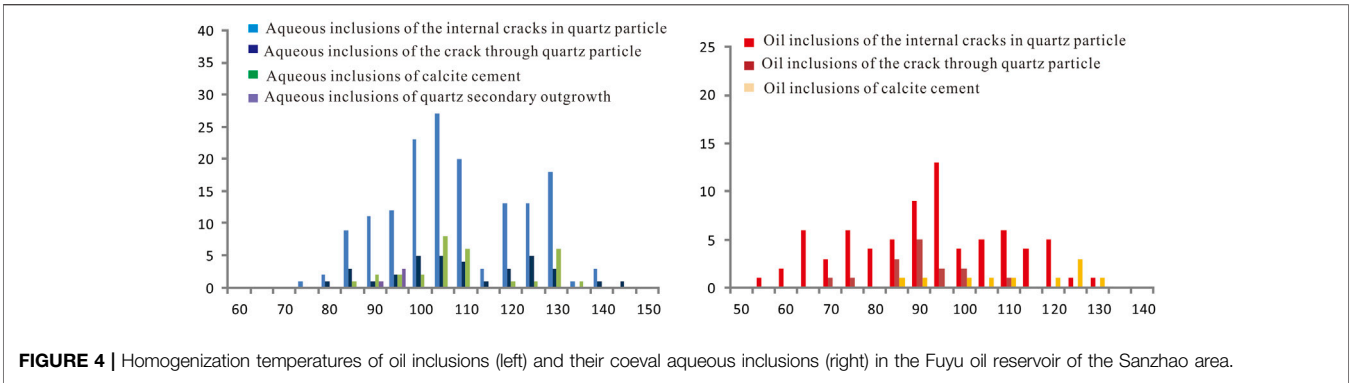 40
35
30
25
20
15
10
5
0
Aqueous inclusions of the internal cracks in quartz particle
Aqueous inclusions of the crack through quartz particle
Aqueous inclusions of calcite cement
Aqueous inclusions of quartz secondary outgrowth
60 70 80 90 100 110 120 130 140 150
25
20
15
10
5
0
Oil inclusions of the internal cracks in quartz particle
Oil inclusions of the crack through quartz particle
Oil inclusions of calcite cement
50 60 70 80 90 100 110 120 130 140
FIGURE 4 | Homogenization temperatures of oil inclusions (left) and their coeval aqueous inclusions (right) in the Fuyu oil reservoir of the Sanzhao area.